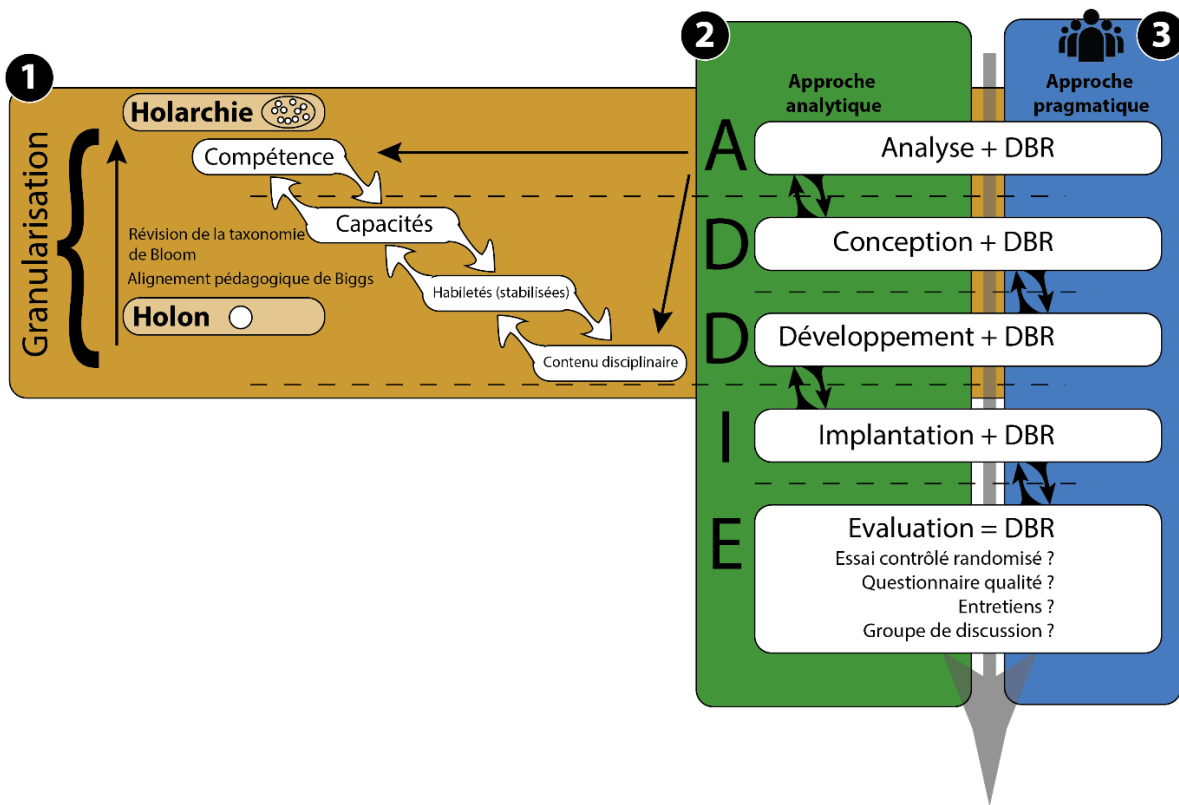 1
Granularisation
Holarchie
Compétence
Capacités
Révision de la taxonomie
de Bloom
Alignement pédagogique de Biggs
Habiletés (stabilisées)
Holon
Contenu disciplinaire
2
Approche
analytique
3
Approche
pragmatique
A
Analyse + DBR
D
Conception + DBR
D
Développement + DBR
I
Implantation + DBR
E
Evaluation = DBR
Essai contrôlé randomisé ?
Questionnaire qualité ?
Entretiens ?
Groupe de discussion ?